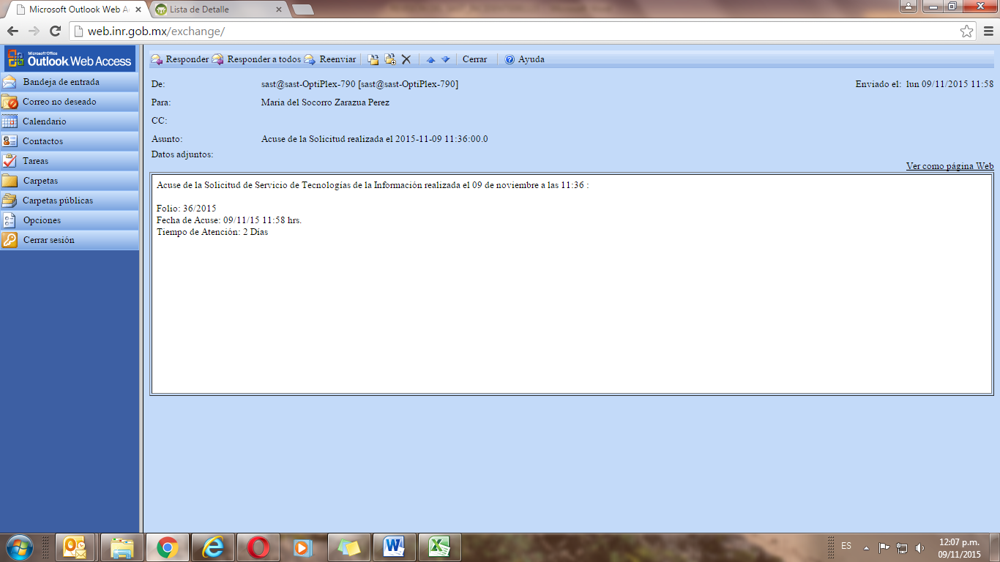 Microsoft Outlook Web A
Lista de Detalle
web.inr.gob.mx/exchange/
Microsoft Office
Outlook Web Access
Responder Responder a todos Reenviar Cerrar Ayuda
Bandeja de entrada
Correo no deseado
Calendario
Contactos
Tareas
Carpetas
Carpetas públicas
Opciones
Cerrar sesión
De: sast@sast-OptiPlex-790 [sast@sast-OptiPlex-790] Enviado el: lun 09/11/2015 11:58
Para: Maria del Socorro Zarazua Perez
CC:
Asunto: Acuse de la Solicitud realizada el 2015-11-09 11:36:00.0
Datos adjuntos:
Ver como página Web
Acuse de la Solicitud de Servicio de Tecnologías de la Información realizada el 09 de noviembre a las 11:36 :
Folio: 36/2015
Fecha de Acuse: 09/11/15 11:58 hrs.
Tiempo de Atención: 2 Días
ES
12:07 p.m.
09/11/2015